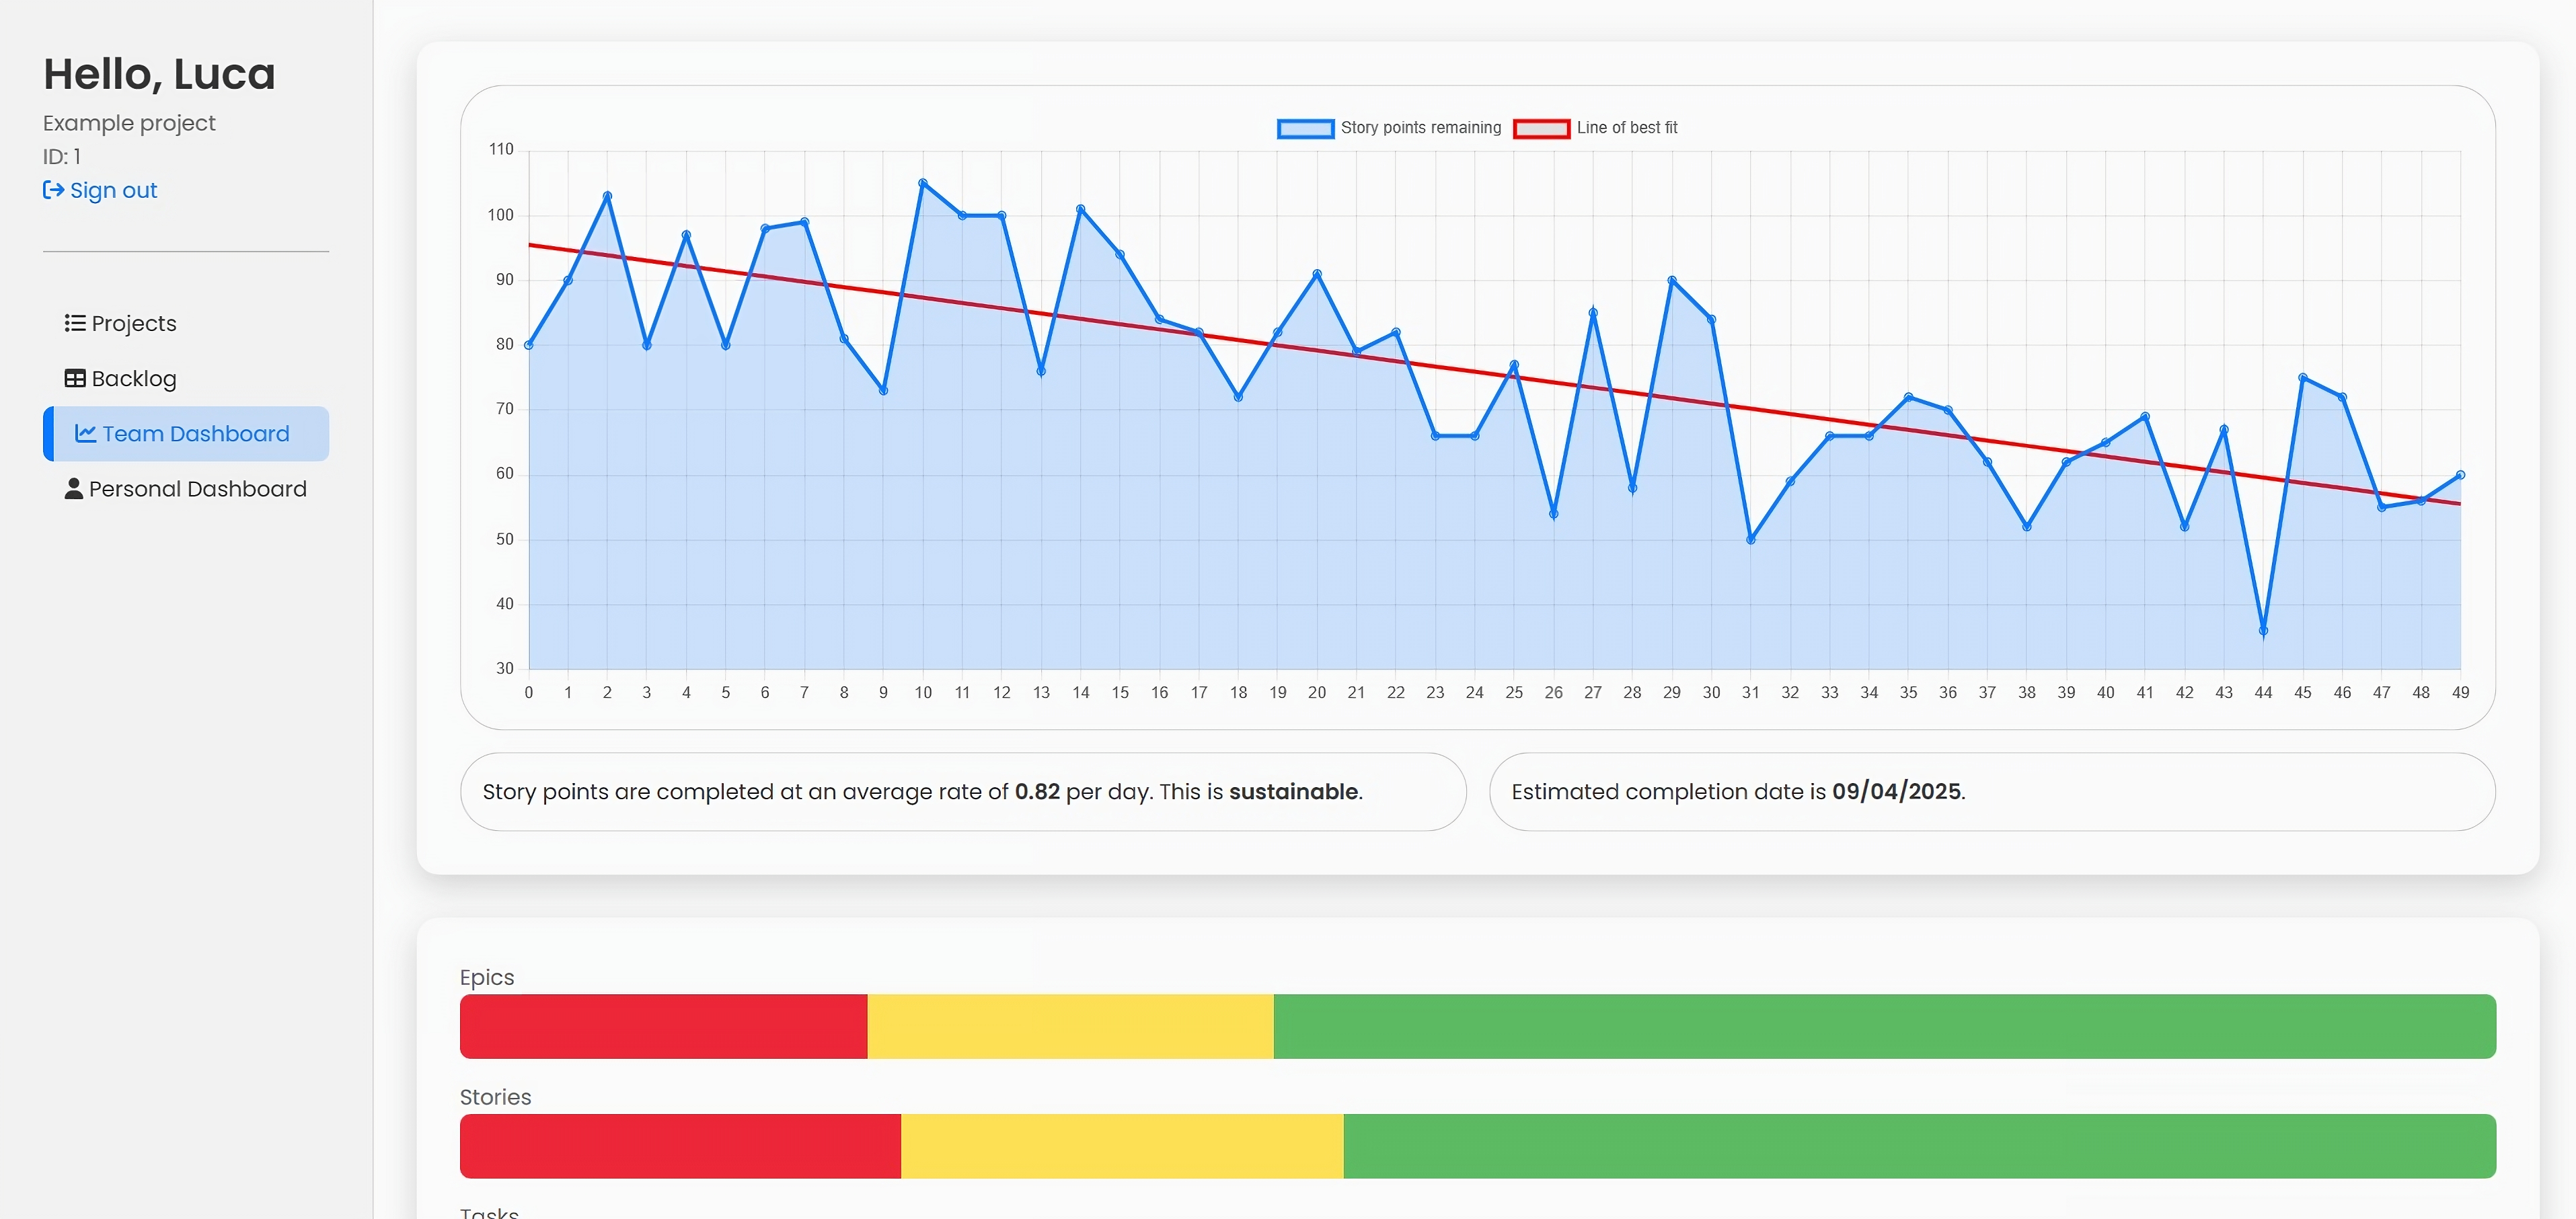 Hello, Luca
Example project
ID: 1
Sign out
Projects
Backlog
Team Dashboard
Personal Dashboard
Story points remaining Line of best fit
110
100
90
80
70
60
50
40
30
0 1 2 3 4 5 6 7 8 9 10 11 12 13 14 15 16 17 18 19 20 21 22 23 24 25 26 27 28 29 30 31 32 33 34 35 36 37 38 39 40 41 42 43 44 45 46 47 48 49
Story points are completed at an average rate of 0.82 per day. This is sustainable.
Estimated completion date is 09/04/2025.
Epics
Stories
Tasks